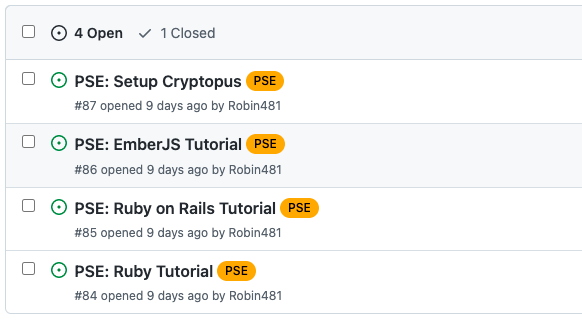 4 Open 1 Closed
PSE: Setup Cryptopus PSE
#87 opened 9 days ago by Robin481
PSE: EmberJS Tutorial PSE
#86 opened 9 days ago by Robin481
PSE: Ruby on Rails Tutorial PSE
#85 opened 9 days ago by Robin481
PSE: Ruby Tutorial PSE
#84 opened 9 days ago by Robin481